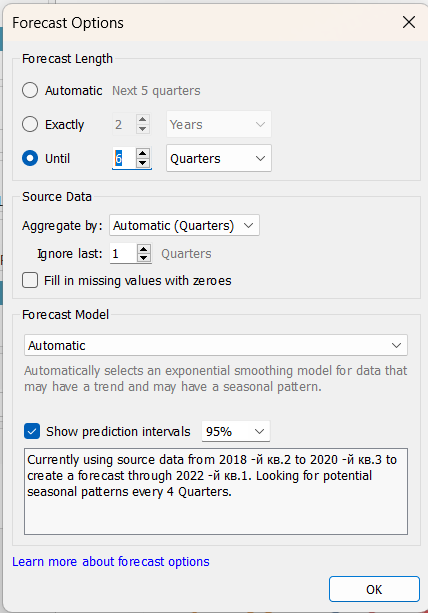 Forecast Options
Forecast Length
Automatic Next 5 quarters
Exactly 2 Years
Until 6 Quarters
Source Data
Aggregate by: Automatic (Quarters)
Ignore last: 1 Quarters
Fill in missing values with zeroes
Forecast Model
Automatic
Automatically selects an exponential smoothing model for data that
may have a trend and may have a seasonal pattern.
Show prediction intervals 95%
Currently using source data from 2018 -й кв.2 to 2020 -й кв.3 to
create a forecast through 2022 -й кв.1. Looking for potential
seasonal patterns every 4 Quarters.
Learn more about forecast options
OK